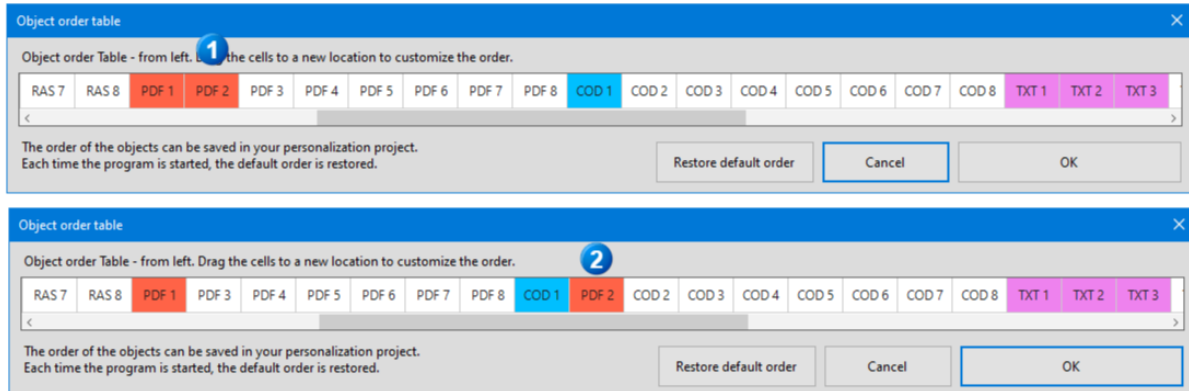 Object order table
Object order Table - from left. the cells to a new location to customize the order.
1
RAS 7 RAS 8 PDF 1 PDF 2 PDF 3 PDF 4 PDF 5 PDF 6 PDF 7 PDF 8 COD 1 COD 2 COD 3 COD 4 COD 5 COD 6 COD 7 COD 8 TXT 1 TXT 2 TXT 3
The order of the objects can be saved in your personalization project.
Each time the program is started, the default order is restored.
Restore default order Cancel OK
Object order table
Object order Table - from left. Drag the cells to a new location to customize the order.
2
RAS 7 RAS 8 PDF 1 PDF 3 PDF 4 PDF 5 PDF 6 PDF 7 PDF 8 COD 1 PDF 2 COD 2 COD 3 COD 4 COD 5 COD 6 COD 7 COD 8 TXT 1 TXT 2 TXT 3
The order of the objects can be saved in your personalization project.
Each time the program is started, the default order is restored.
Restore default order Cancel OK